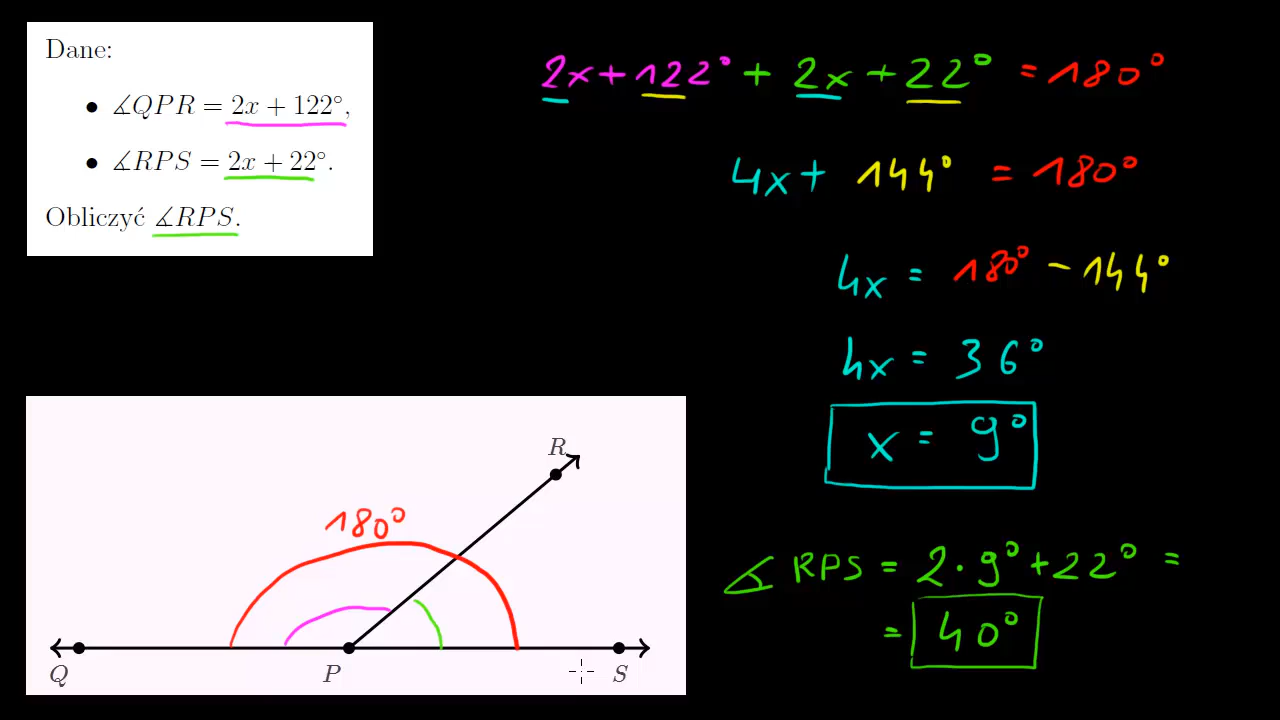 Dane:
• ∡QPR = 2x + 122°,
• ∡RPS = 2x + 22°.
Obliczyć ∡RPS.
2x + 122° + 2x + 22° = 180°
4x + 144° = 180°
4x = 180° - 144°
4x = 36°
x = 9°
∡ RPS = 2 · 9° + 22° =
= 40°
R
180°
Q
P
S